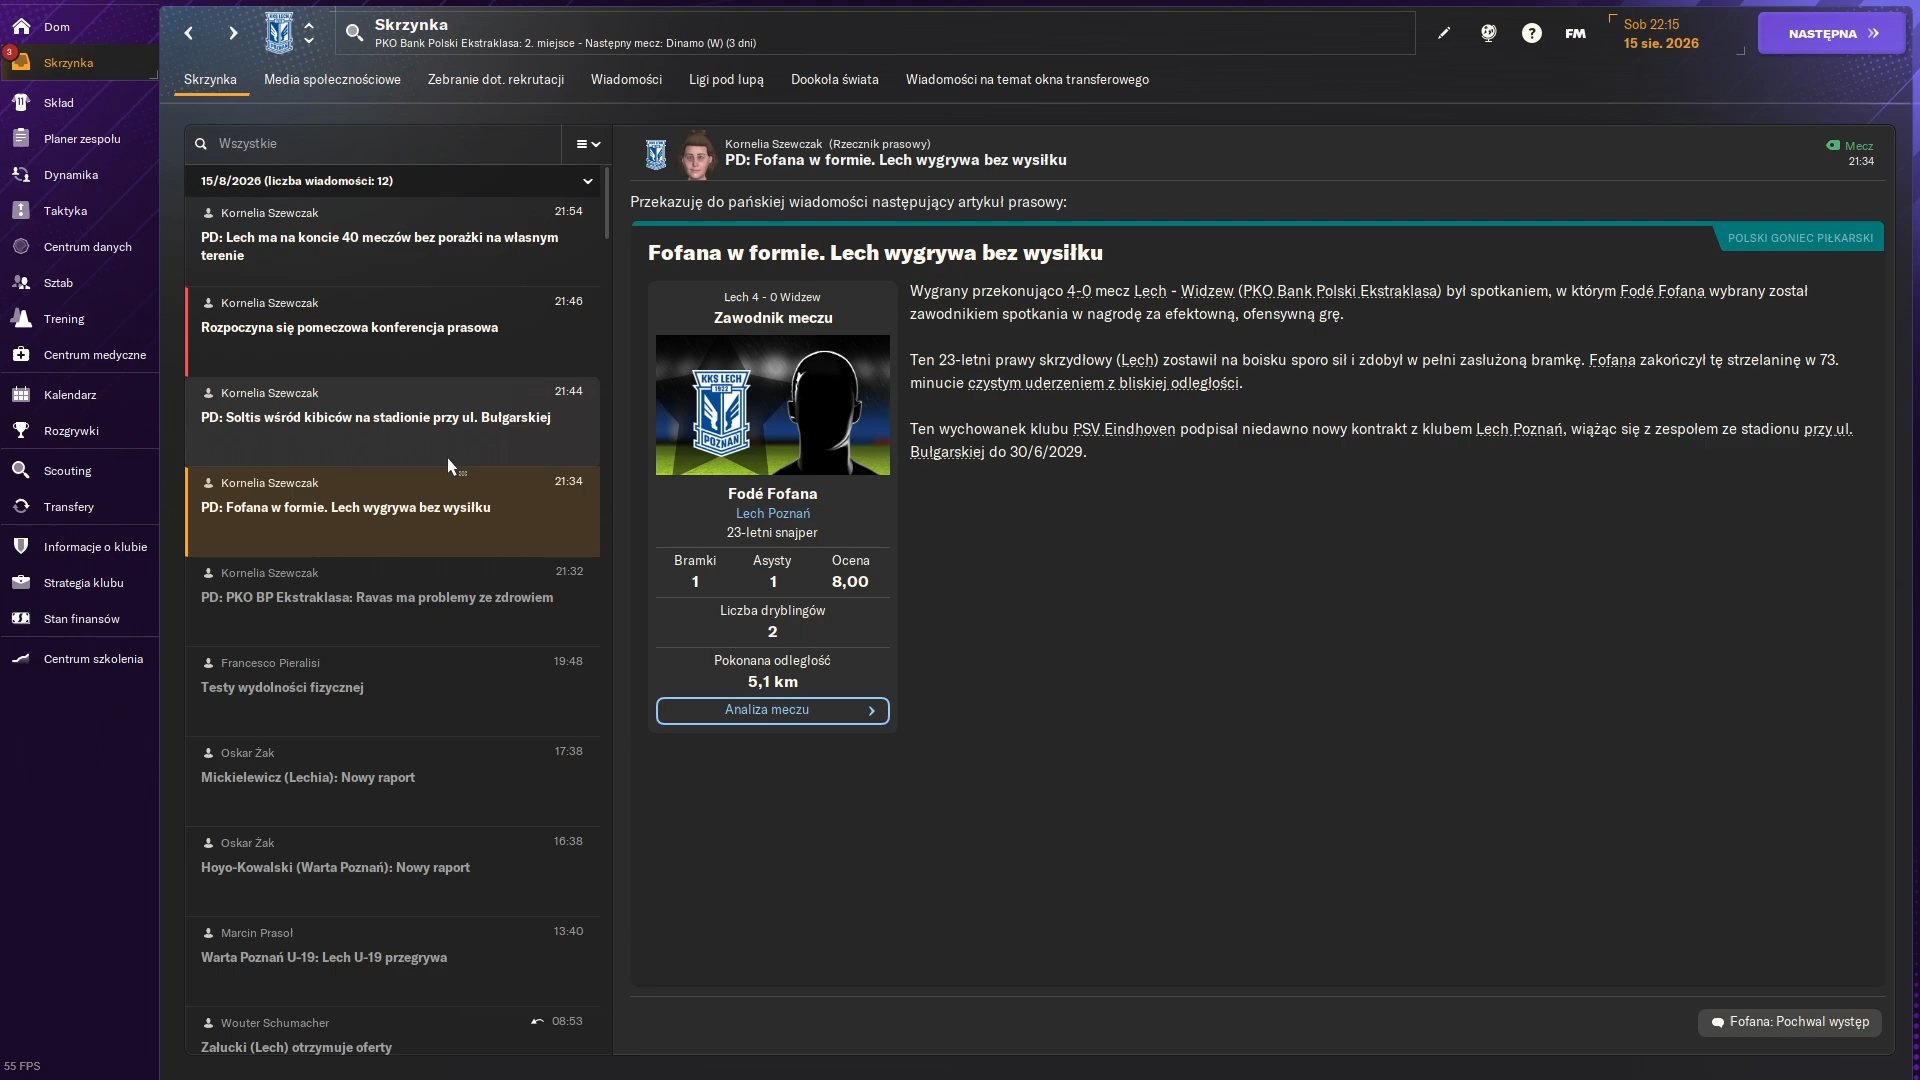 Dom
3
Skrzynka
Skład
Planer zespołu
Dynamika
Taktyka
Centrum danych
Sztab
Trening
Centrum medyczne
Kalendarz
Rozgrywki
Scouting
Transfery
Informacje o klubie
Strategia klubu
Stan finansów
Centrum szkolenia
55 FPS
Skrzynka
PKO Bank Polski Ekstraklasa: 2. miejsce - Następny mecz: Dinamo (W) (3 dni)
FM
Sob 22:15
15 sie. 2026
NASTĘPNA
Skrzynka
Media społecznościowe
Zebranie dot. rekrutacji
Wiadomości
Ligi pod lupą
Dookoła świata
Wiadomości na temat okna transferowego
Wszystkie
15/8/2026 (liczba wiadomości: 12)
Kornelia Szewczak 21:54
PD: Lech ma na koncie 40 meczów bez porażki na własnym
terenie
Kornelia Szewczak 21:46
Rozpoczyna się pomeczowa konferencja prasowa
Kornelia Szewczak 21:44
PD: Soltis wśród kibiców na stadionie przy ul. Bułgarskiej
Kornelia Szewczak 21:34
PD: Fofana w formie. Lech wygrywa bez wysiłku
Kornelia Szewczak 21:32
PD: PKO BP Ekstraklasa: Ravas ma problemy ze zdrowiem
Francesco Pieralisi 19:48
Testy wydolności fizycznej
Oskar Żak 17:38
Mickielewicz (Lechia): Nowy raport
Oskar Żak 16:38
Hoyo-Kowalski (Warta Poznań): Nowy raport
Marcin Prasoł 13:40
Warta Poznań U-19: Lech U-19 przegrywa
Wouter Schumacher 08:53
Załucki (Lech) otrzymuje oferty
Kornelia Szewczak (Rzecznik prasowy)
PD: Fofana w formie. Lech wygrywa bez wysiłku
Mecz
21:34
Przekazuję do pańskiej wiadomości następujący artykuł prasowy:
POLSKI GONIEC PIŁKARSKI
Fofana w formie. Lech wygrywa bez wysiłku
Lech 4 - 0 Widzew
Zawodnik meczu
KKS LECH
1922
POZNAŃ
Fodé Fofana
Lech Poznań
23-letni snajper
Bramki Asysty Ocena
1 1 8,00
Liczba dryblingów
2
Pokonana odległość
5,1 km
Analiza meczu
Wygrany przekonująco 4-0 mecz Lech - Widzew (PKO Bank Polski Ekstraklasa) był spotkaniem, w którym Fodé Fofana wybrany został
zawodnikiem spotkania w nagrodę za efektowną, ofensywną grę.
Ten 23-letni prawy skrzydłowy (Lech) zostawił na boisku sporo sił i zdobył w pełni zasłużoną bramkę. Fofana zakończył tę strzelaninę w 73.
minucie czystym uderzeniem z bliskiej odległości.
Ten wychowanek klubu PSV Eindhoven podpisał niedawno nowy kontrakt z klubem Lech Poznań, wiążąc się z zespołem ze stadionu przy ul.
Bułgarskiej do 30/6/2029.
Fofana: Pochwal występ